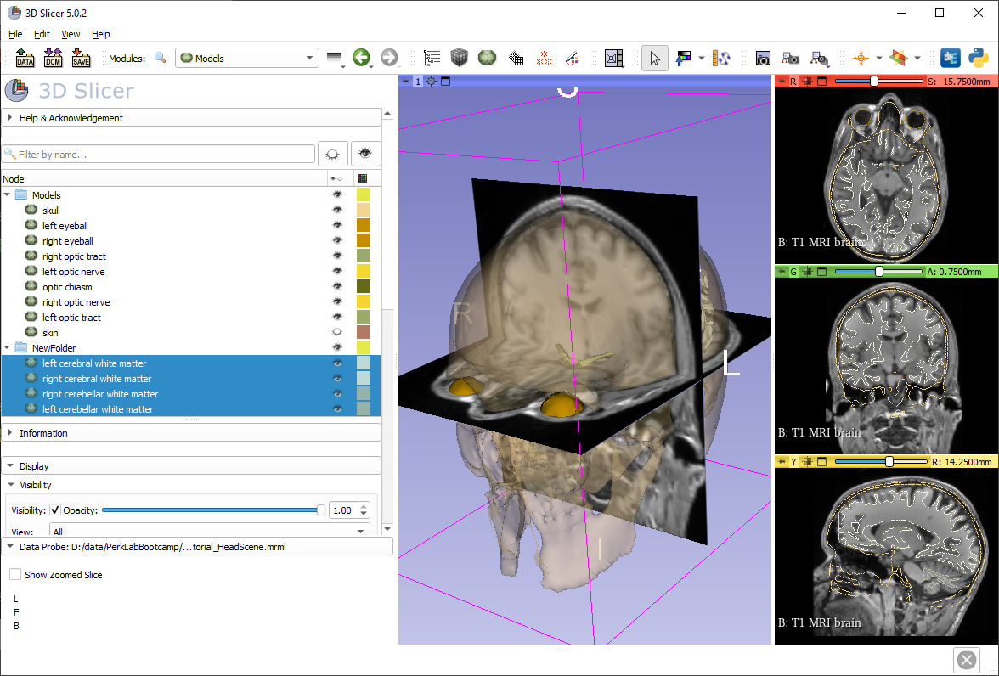 3D Slicer 5.0.2
File Edit View Help
DATA DCM SAVE Modules: Models
3D Slicer
Help & Acknowledgement
Filter by name...
Node
Models
skull
left eyeball
right eyeball
right optic tract
left optic nerve
optic chiasm
right optic nerve
left optic tract
skin
NewFolder
left cerebral white matter
right cerebral white matter
right cerebellar white matter
left cerebellar white matter
Information
Display
Visibility
Visibility: Opacity: 1.00
View: All
Data Probe: D:/data/PerkLabBootcamp/...torial_HeadScene.mrml
Show Zoomed Slice
L
F
B
1
R
L
I
R S: -15.7500mm
B: T1 MRI brain
G A: 0.7500mm
B: T1 MRI brain
Y R: 14.2500mm
B: T1 MRI brain